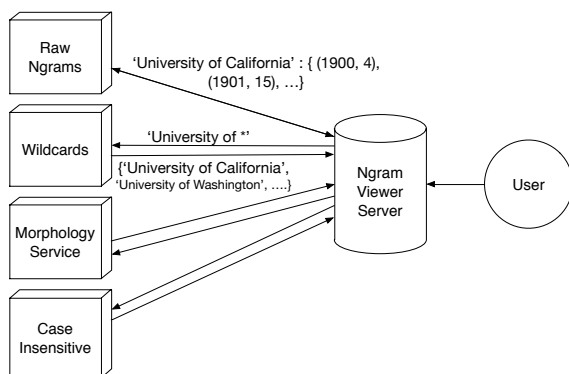 Raw
Ngrams
‘University of California’ : { (1900, 4),
(1901, 15), …}
Wildcards
‘University of *’
{‘University of California’,
‘University of Washington’, ….}
Morphology
Service
Case
Insensitive
Ngram
Viewer
Server
User